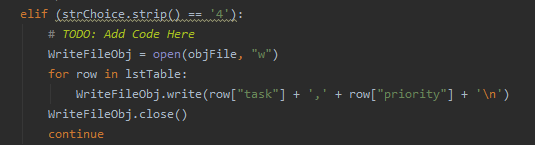 elif (strChoice.strip() == '4'):
    # TODO: Add Code Here
    WriteFileObj = open(objFile, "w")
    for row in lstTable:
        WriteFileObj.write(row["task"] + ',' + row["priority"] + '\n')
    WriteFileObj.close()
    continue